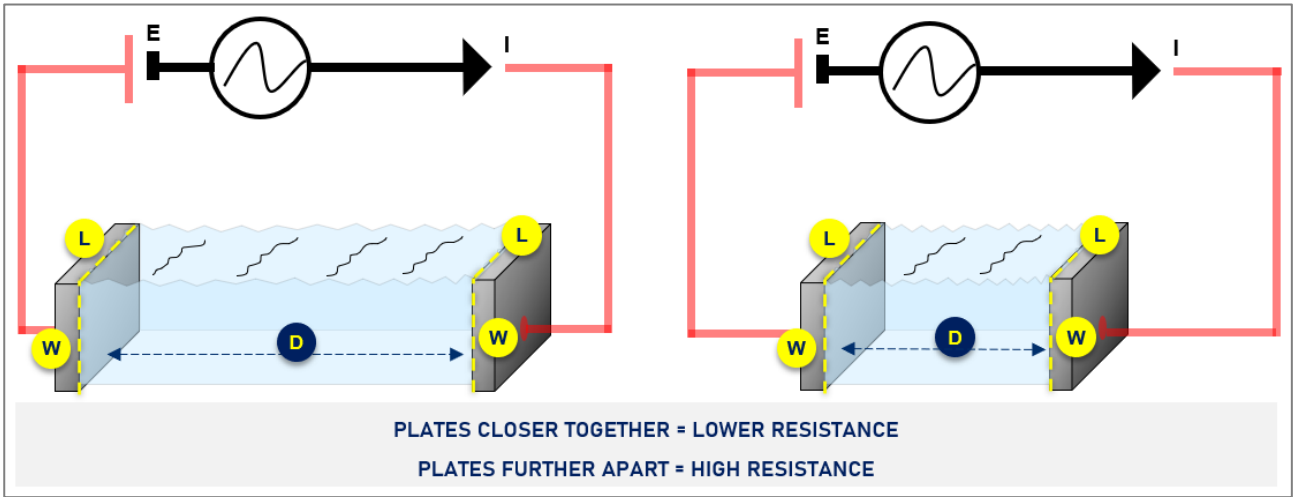 E
I
L
L
W
D
W
E
I
L
L
W
D
W
PLATES CLOSER TOGETHER = LOWER RESISTANCE
PLATES FURTHER APART = HIGH RESISTANCE